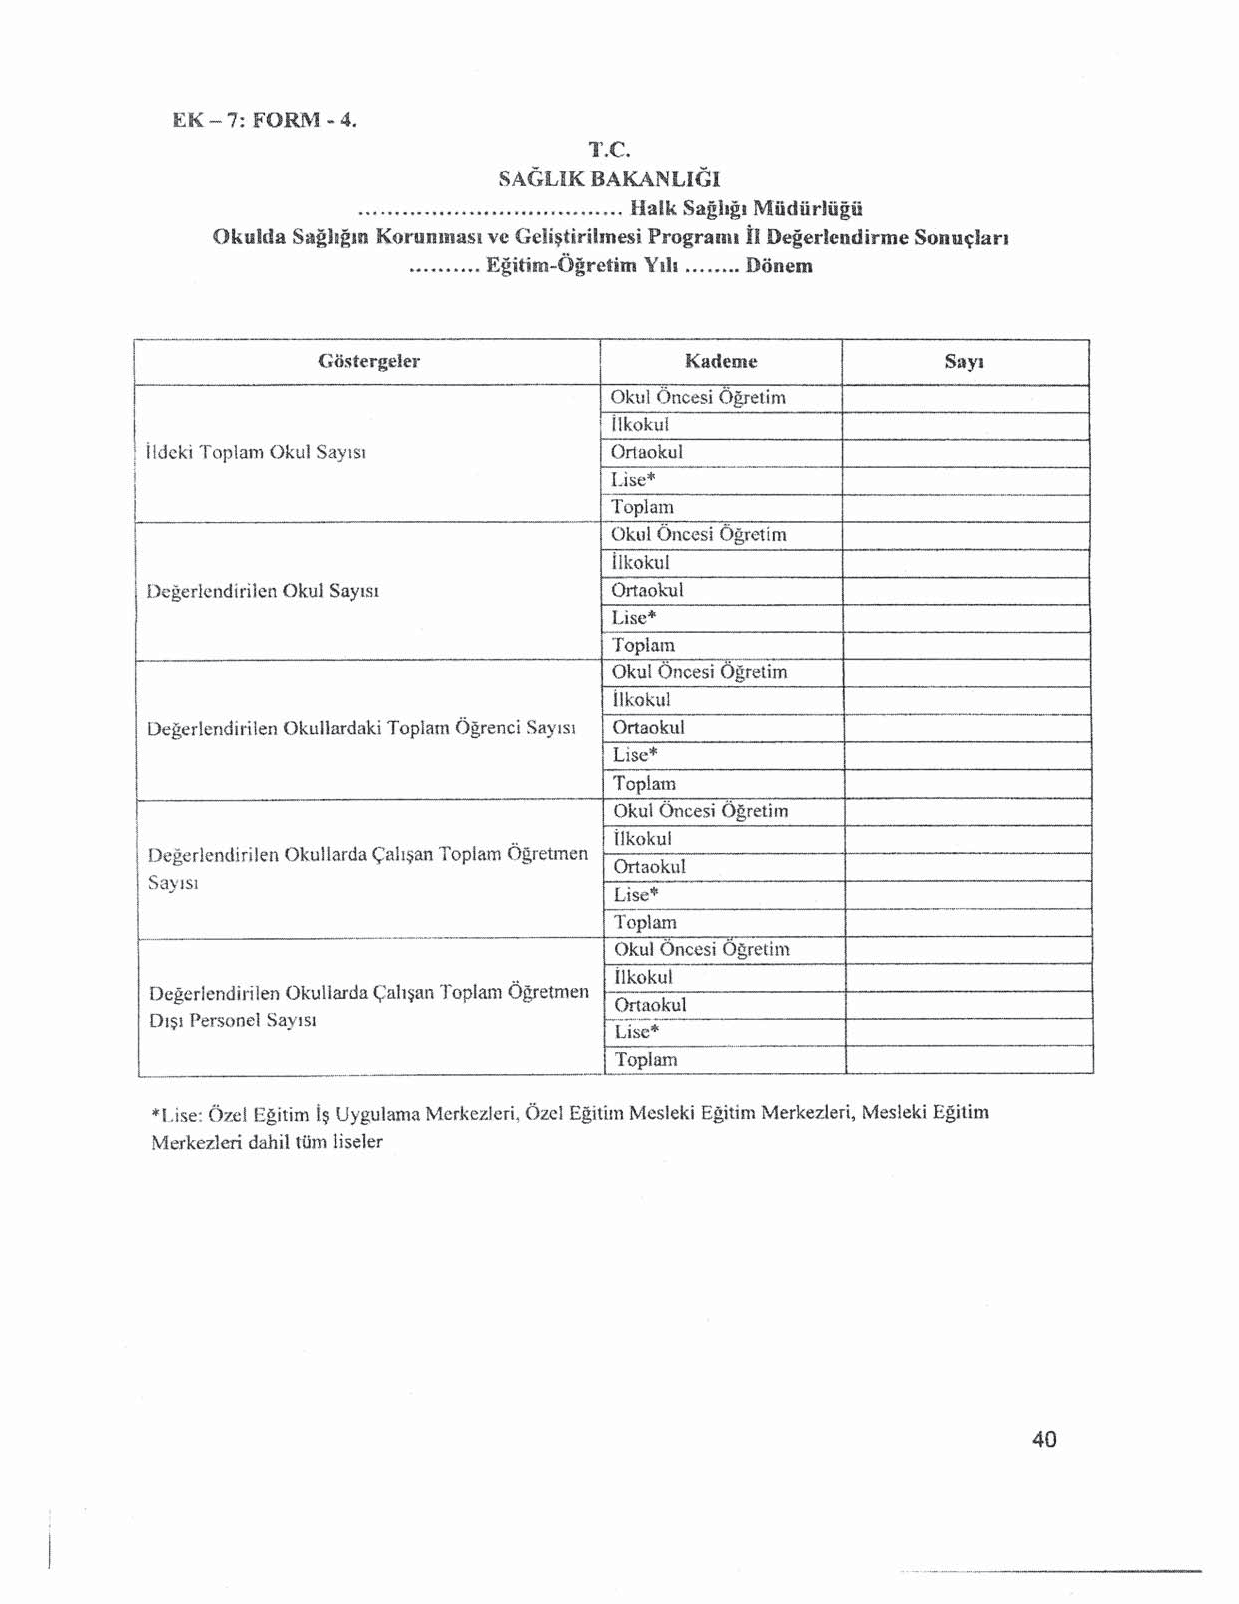 EK – 7: FORM - 4.
T.C.
SAĞLIK BAKANLIĞI
.................................... Halk Sağlığı Müdürlüğü
Okulda Sağlığın Korunması ve Geliştirilmesi Programı İl Değerlendirme Sonuçları
.......... Eğitim-Öğretim Yılı ........ Dönem
Göstergeler Kademe Sayı
İldeki Toplam Okul Sayısı
Okul Öncesi Öğretim
İlkokul
Ortaokul
Lise*
Toplam
Değerlendirilen Okul Sayısı
Okul Öncesi Öğretim
İlkokul
Ortaokul
Lise*
Toplam
Değerlendirilen Okullardaki Toplam Öğrenci Sayısı
Okul Öncesi Öğretim
İlkokul
Ortaokul
Lise*
Toplam
Değerlendirilen Okullarda Çalışan Toplam Öğretmen
Sayısı
Okul Öncesi Öğretim
İlkokul
Ortaokul
Lise*
Toplam
Değerlendirilen Okullarda Çalışan Toplam Öğretmen
Dışı Personel Sayısı
Okul Öncesi Öğretim
İlkokul
Ortaokul
Lise*
Toplam
*Lise: Özel Eğitim İş Uygulama Merkezleri, Özel Eğitim Mesleki Eğitim Merkezleri, Mesleki Eğitim
Merkezleri dahil tüm liseler
40